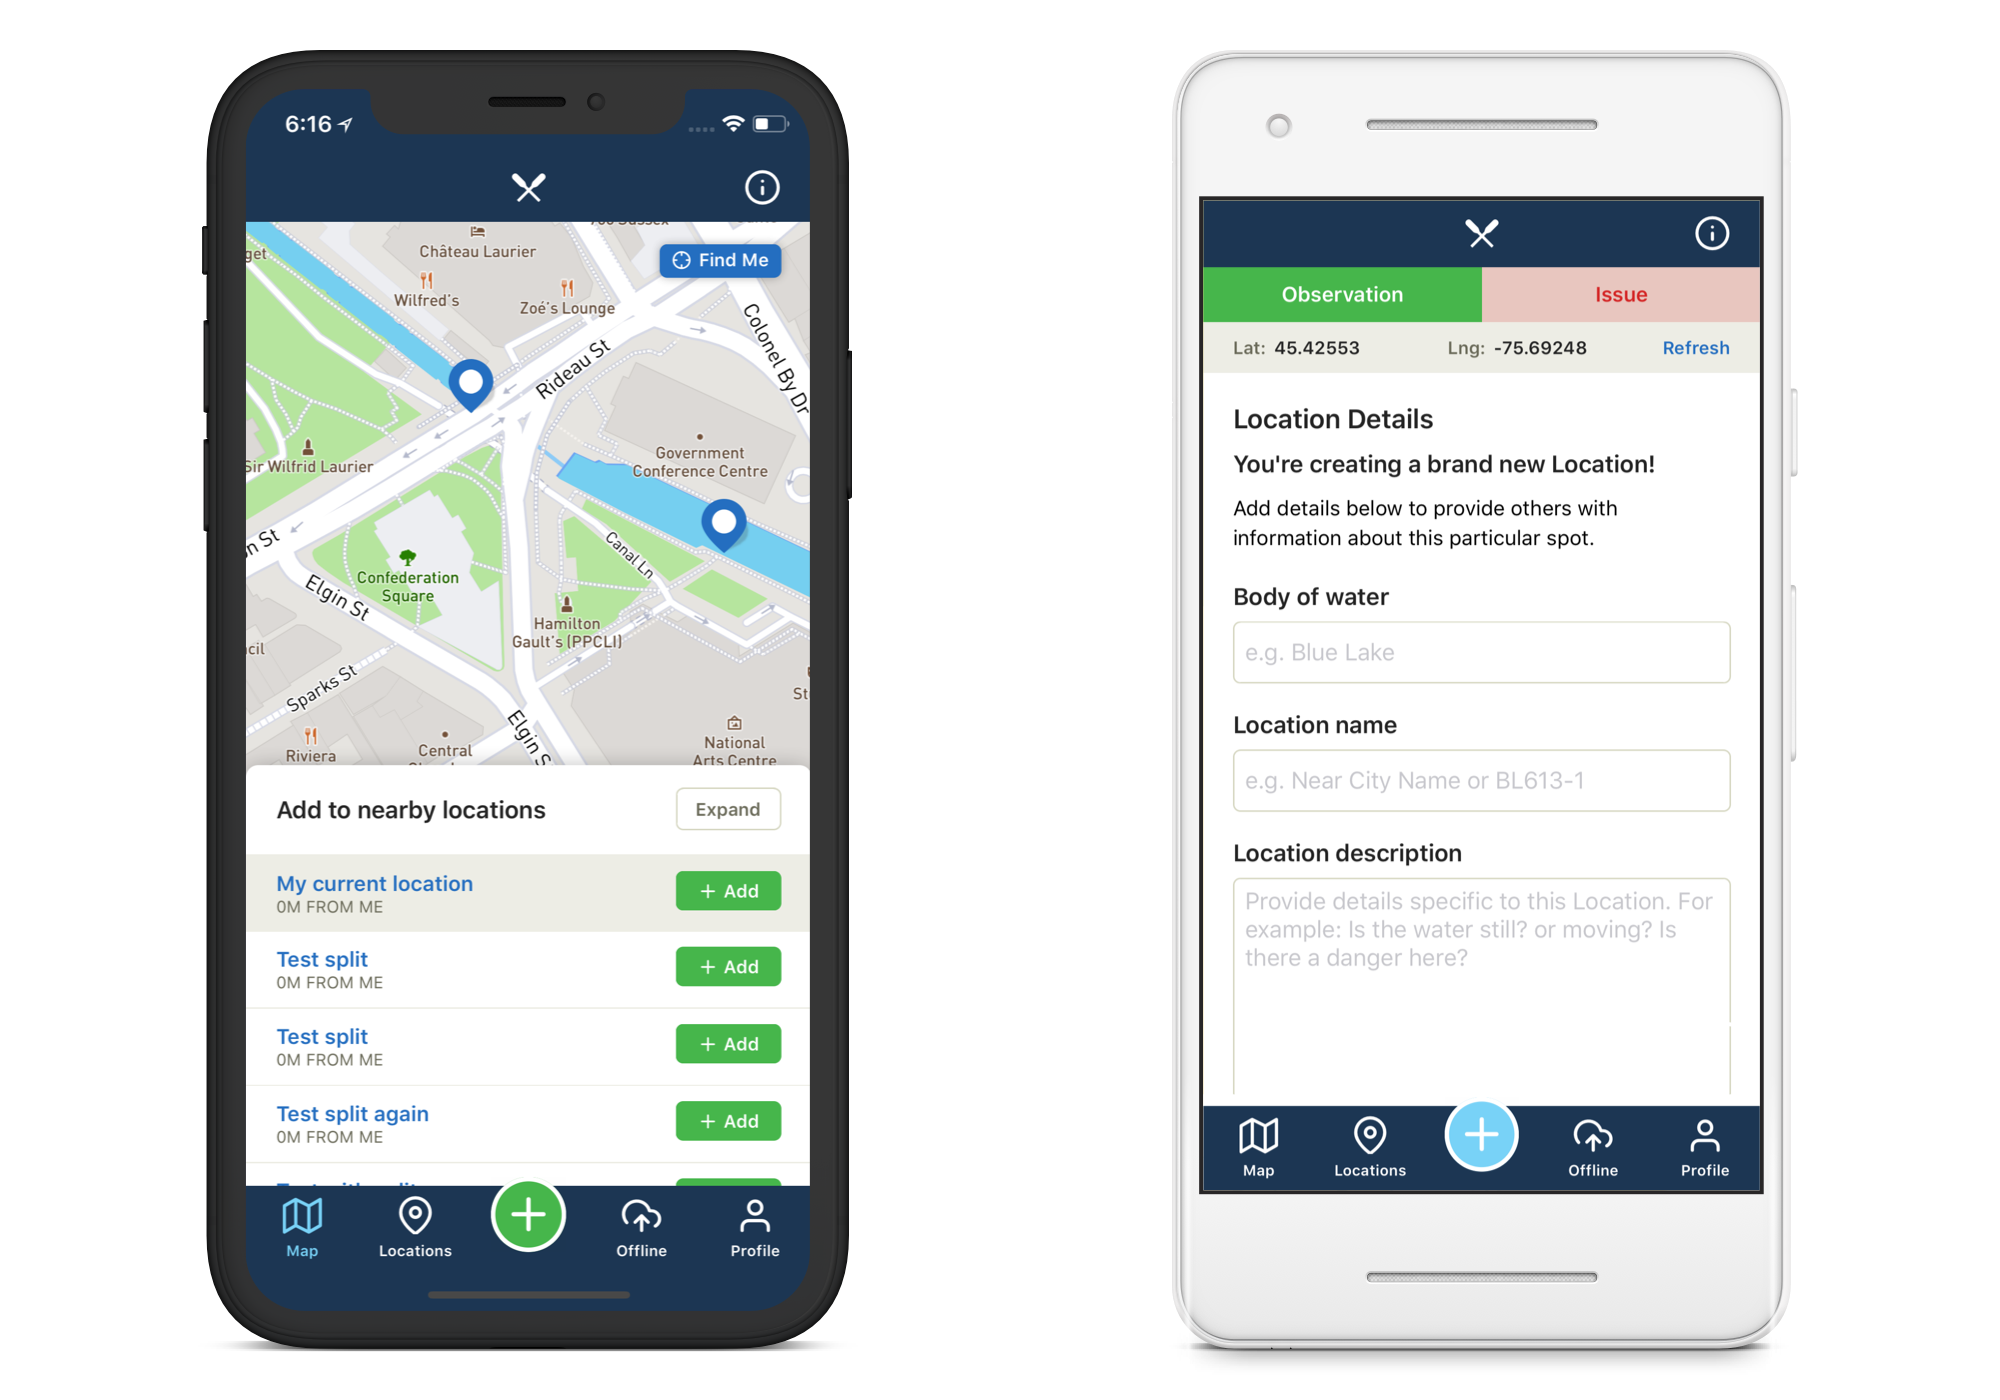 6:16
Find Me
Château Laurier
Wilfred's
Zoé's Lounge
Colonel By Dr
Rideau St
Government
Conference Centre
Sir Wilfrid Laurier
Canal Ln
Confederation
Square
Elgin St
Hamilton
Gault's (PPCLI)
Sparks St
Elgin S
National
Arts Centre
Riviera
Central
Add to nearby locations
Expand
My current location
0M FROM ME
+ Add
Test split
0M FROM ME
+ Add
Test split
0M FROM ME
+ Add
Test split again
0M FROM ME
+ Add
Map
Locations
Offline
Profile
Observation
Issue
Lat: 45.42553
Lng: -75.69248
Refresh
Location Details
You're creating a brand new Location!
Add details below to provide others with
information about this particular spot.
Body of water
e.g. Blue Lake
Location name
e.g. Near City Name or BL613-1
Location description
Provide details specific to this Location. For
example: Is the water still? or moving? Is
there a danger here?
Map
Locations
Offline
Profile